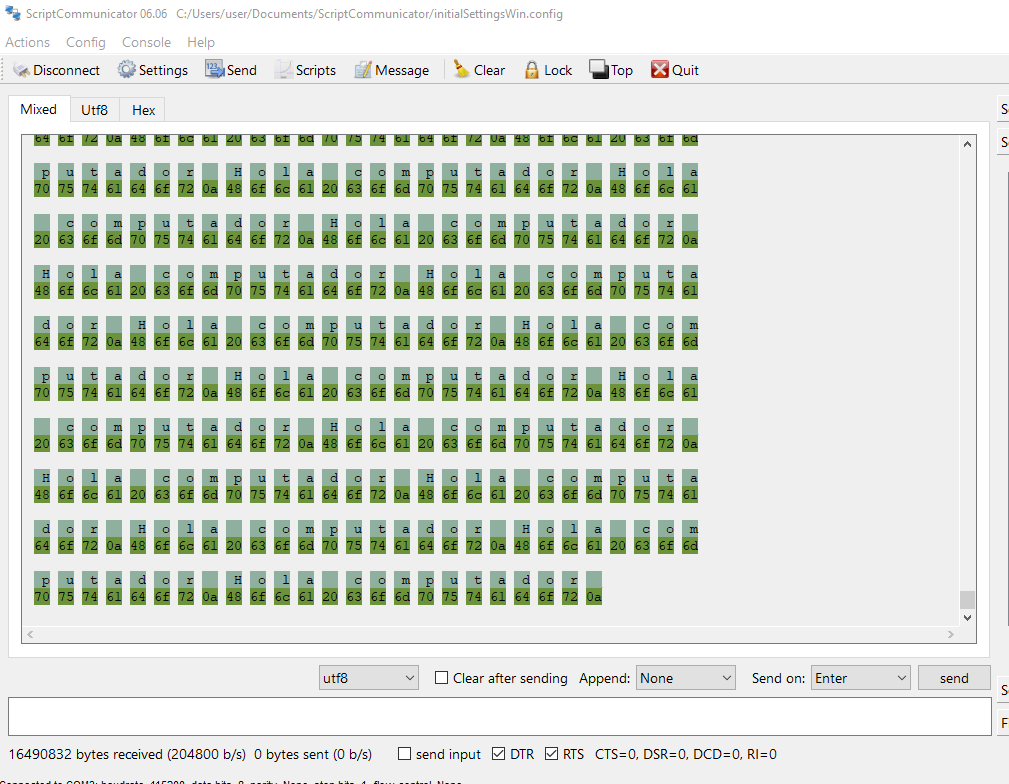 ScriptCommunicator 06.06 C:/Users/user/Documents/ScriptCommunicator/initialSettingsWin.config
Actions Config Console Help
Disconnect Settings Send Scripts Message Clear Lock Top Quit
Mixed Utf8 Hex
64 6f 72 0a 48 6f 6c 61 20 63 6f 6d 70 75 74 61 64 6f 72 0a 48 6f 6c 61 20 63 6f 6d
p u t a d o r H o l a c o m p u t a d o r H o l a
70 75 74 61 64 6f 72 0a 48 6f 6c 61 20 63 6f 6d 70 75 74 61 64 6f 72 0a 48 6f 6c 61
c o m p u t a d o r H o l a c o m p u t a d o r
20 63 6f 6d 70 75 74 61 64 6f 72 0a 48 6f 6c 61 20 63 6f 6d 70 75 74 61 64 6f 72 0a
H o l a c o m p u t a d o r H o l a c o m p u t a
48 6f 6c 61 20 63 6f 6d 70 75 74 61 64 6f 72 0a 48 6f 6c 61 20 63 6f 6d 70 75 74 61
d o r H o l a c o m p u t a d o r H o l a c o m
64 6f 72 0a 48 6f 6c 61 20 63 6f 6d 70 75 74 61 64 6f 72 0a 48 6f 6c 61 20 63 6f 6d
p u t a d o r H o l a c o m p u t a d o r H o l a
70 75 74 61 64 6f 72 0a 48 6f 6c 61 20 63 6f 6d 70 75 74 61 64 6f 72 0a 48 6f 6c 61
c o m p u t a d o r H o l a c o m p u t a d o r
20 63 6f 6d 70 75 74 61 64 6f 72 0a 48 6f 6c 61 20 63 6f 6d 70 75 74 61 64 6f 72 0a
H o l a c o m p u t a d o r H o l a c o m p u t a
48 6f 6c 61 20 63 6f 6d 70 75 74 61 64 6f 72 0a 48 6f 6c 61 20 63 6f 6d 70 75 74 61
d o r H o l a c o m p u t a d o r H o l a c o m
64 6f 72 0a 48 6f 6c 61 20 63 6f 6d 70 75 74 61 64 6f 72 0a 48 6f 6c 61 20 63 6f 6d
p u t a d o r H o l a c o m p u t a d o r
70 75 74 61 64 6f 72 0a 48 6f 6c 61 20 63 6f 6d 70 75 74 61 64 6f 72 0a
utf8 Clear after sending Append: None Send on: Enter send
16490832 bytes received (204800 b/s) 0 bytes sent (0 b/s) send input DTR RTS CTS=0, DSR=0, DCD=0, RI=0